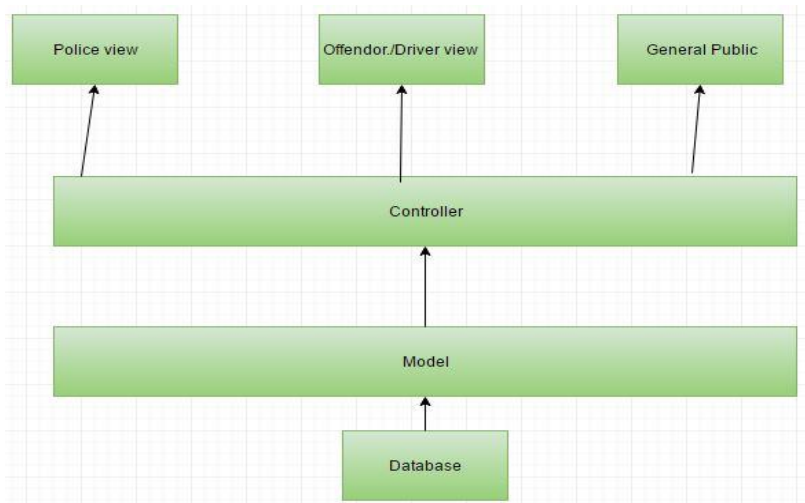 Police view
Offendor./Driver view
General Public
Controller
Model
Database